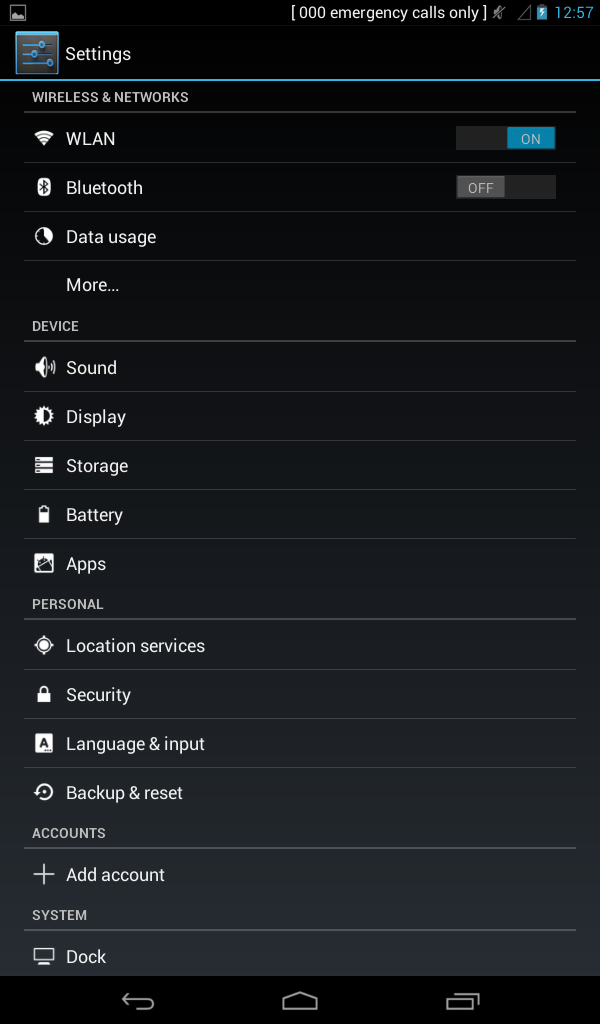 [ 000 emergency calls only ] 12:57
Settings
WIRELESS & NETWORKS
WLAN ON
Bluetooth OFF
Data usage
More...
DEVICE
Sound
Display
Storage
Battery
Apps
PERSONAL
Location services
Security
Language & input
Backup & reset
ACCOUNTS
Add account
SYSTEM
Dock